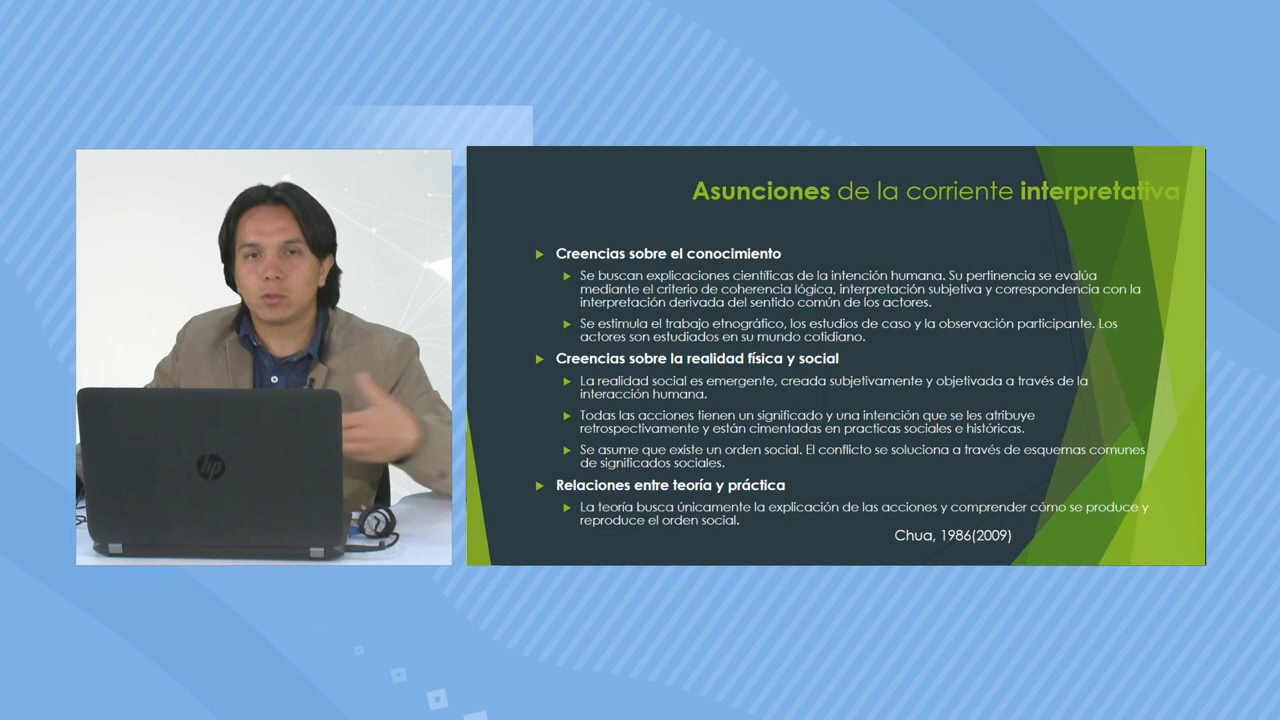 Asunciones de la corriente interpretativa
Creencias sobre el conocimiento
Se buscan explicaciones científicas de la intención humana. Su pertinencia se evalúa
mediante el criterio de coherencia lógica, interpretación subjetiva y correspondencia con la
interpretación derivada del sentido común de los actores.
Se estimula el trabajo etnográfico, los estudios de caso y la observación participante. Los
actores son estudiados en su mundo cotidiano.
Creencias sobre la realidad física y social
La realidad social es emergente, creada subjetivamente y objetivada a través de la
interacción humana.
Todas las acciones tienen un significado y una intención que se les atribuye
retrospectivamente y están cimentadas en practicas sociales e históricas.
Se asume que existe un orden social. El conflicto se soluciona a través de esquemas comunes
de significados sociales.
Relaciones entre teoría y práctica
La teoría busca únicamente la explicación de las acciones y comprender cómo se produce y
reproduce el orden social.
Chua, 1986(2009)
hp